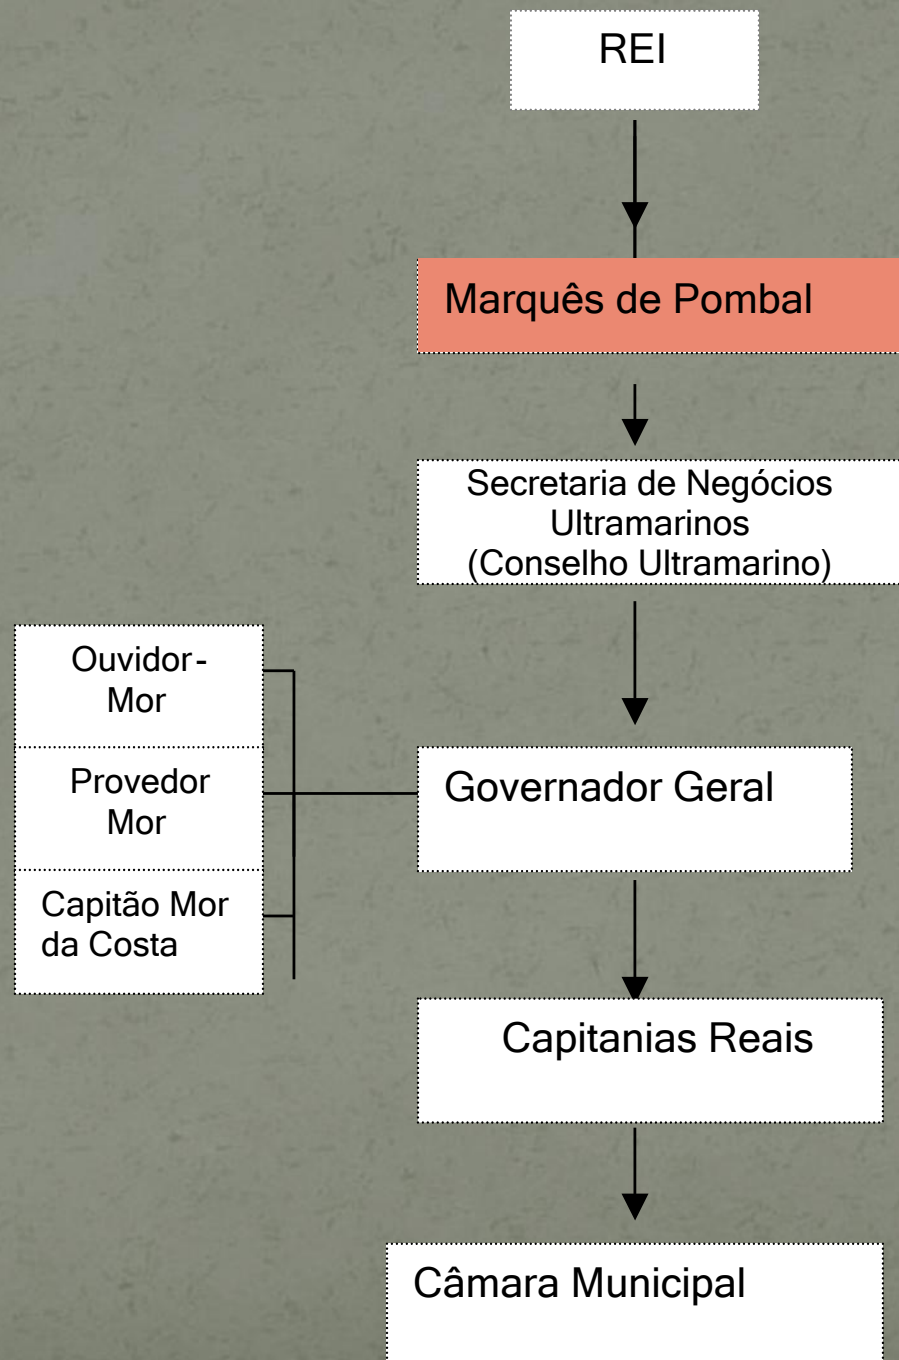 REI
Marquês de Pombal
Secretaria de Negócios
Ultramarinos
(Conselho Ultramarino)
Ouvidor-
Mor
Provedor
Mor
Capitão Mor
da Costa
Governador Geral
Capitanias Reais
Câmara Municipal